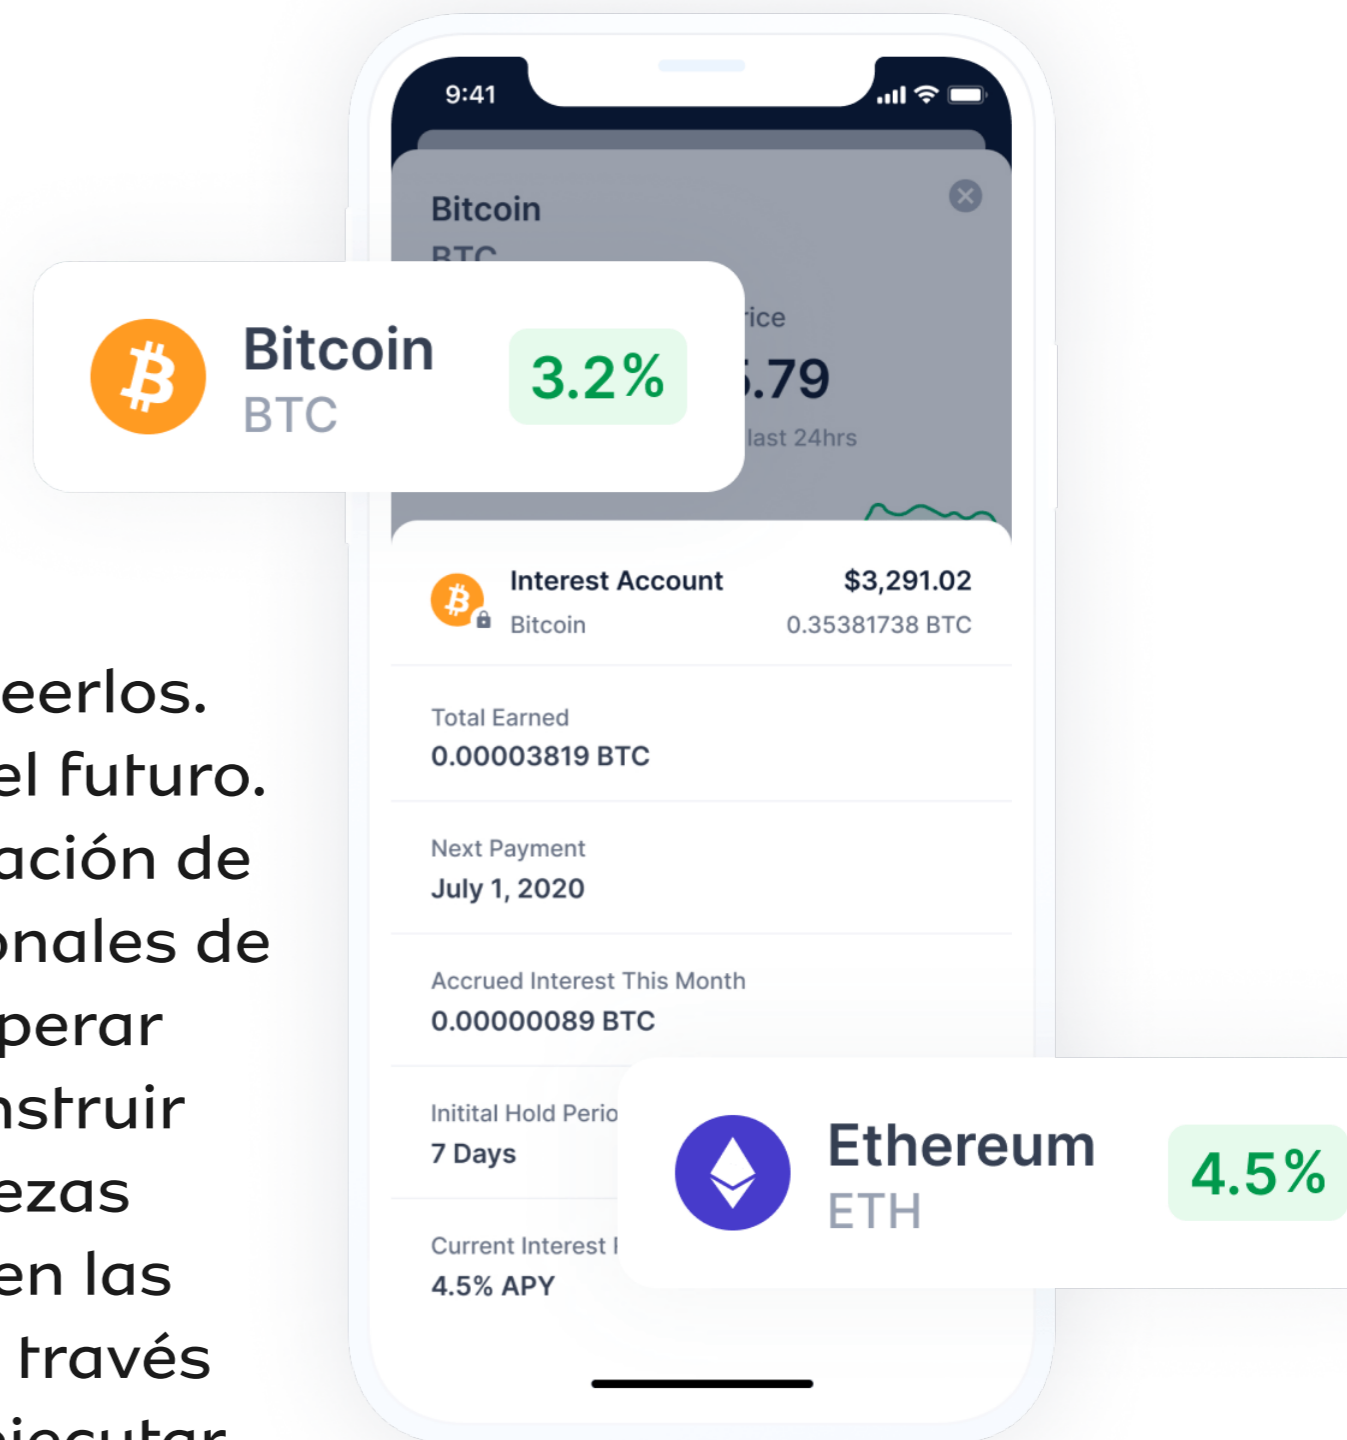 9:41
Bitcoin
BTC
Bitcoin
BTC
3.2%
.79
last 24hrs
Interest Account
$3,291.02
Bitcoin
0.35381738 BTC
Total Earned
0.00003819 BTC
Next Payment
July 1, 2020
Accrued Interest This Month
0.00000089 BTC
Initital Hold
7 Days
Ethereum
ETH
4.5%
Current Interest
4.5% APY
eerlos.
el futuro.
ación de
onales de
perar
nstruir
ezas
en las
través
ejecutar